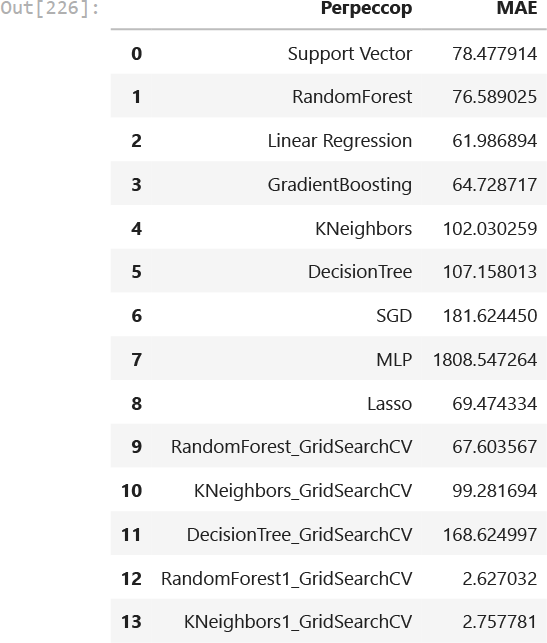 Out[226]:
Perpeccop MAE
0 Support Vector 78.477914
1 RandomForest 76.589025
2 Linear Regression 61.986894
3 GradientBoosting 64.728717
4 KNeighbors 102.030259
5 DecisionTree 107.158013
6 SGD 181.624450
7 MLP 1808.547264
8 Lasso 69.474334
9 RandomForest_GridSearchCV 67.603567
10 KNeighbors_GridSearchCV 99.281694
11 DecisionTree_GridSearchCV 168.624997
12 RandomForest1_GridSearchCV 2.627032
13 KNeighbors1_GridSearchCV 2.757781